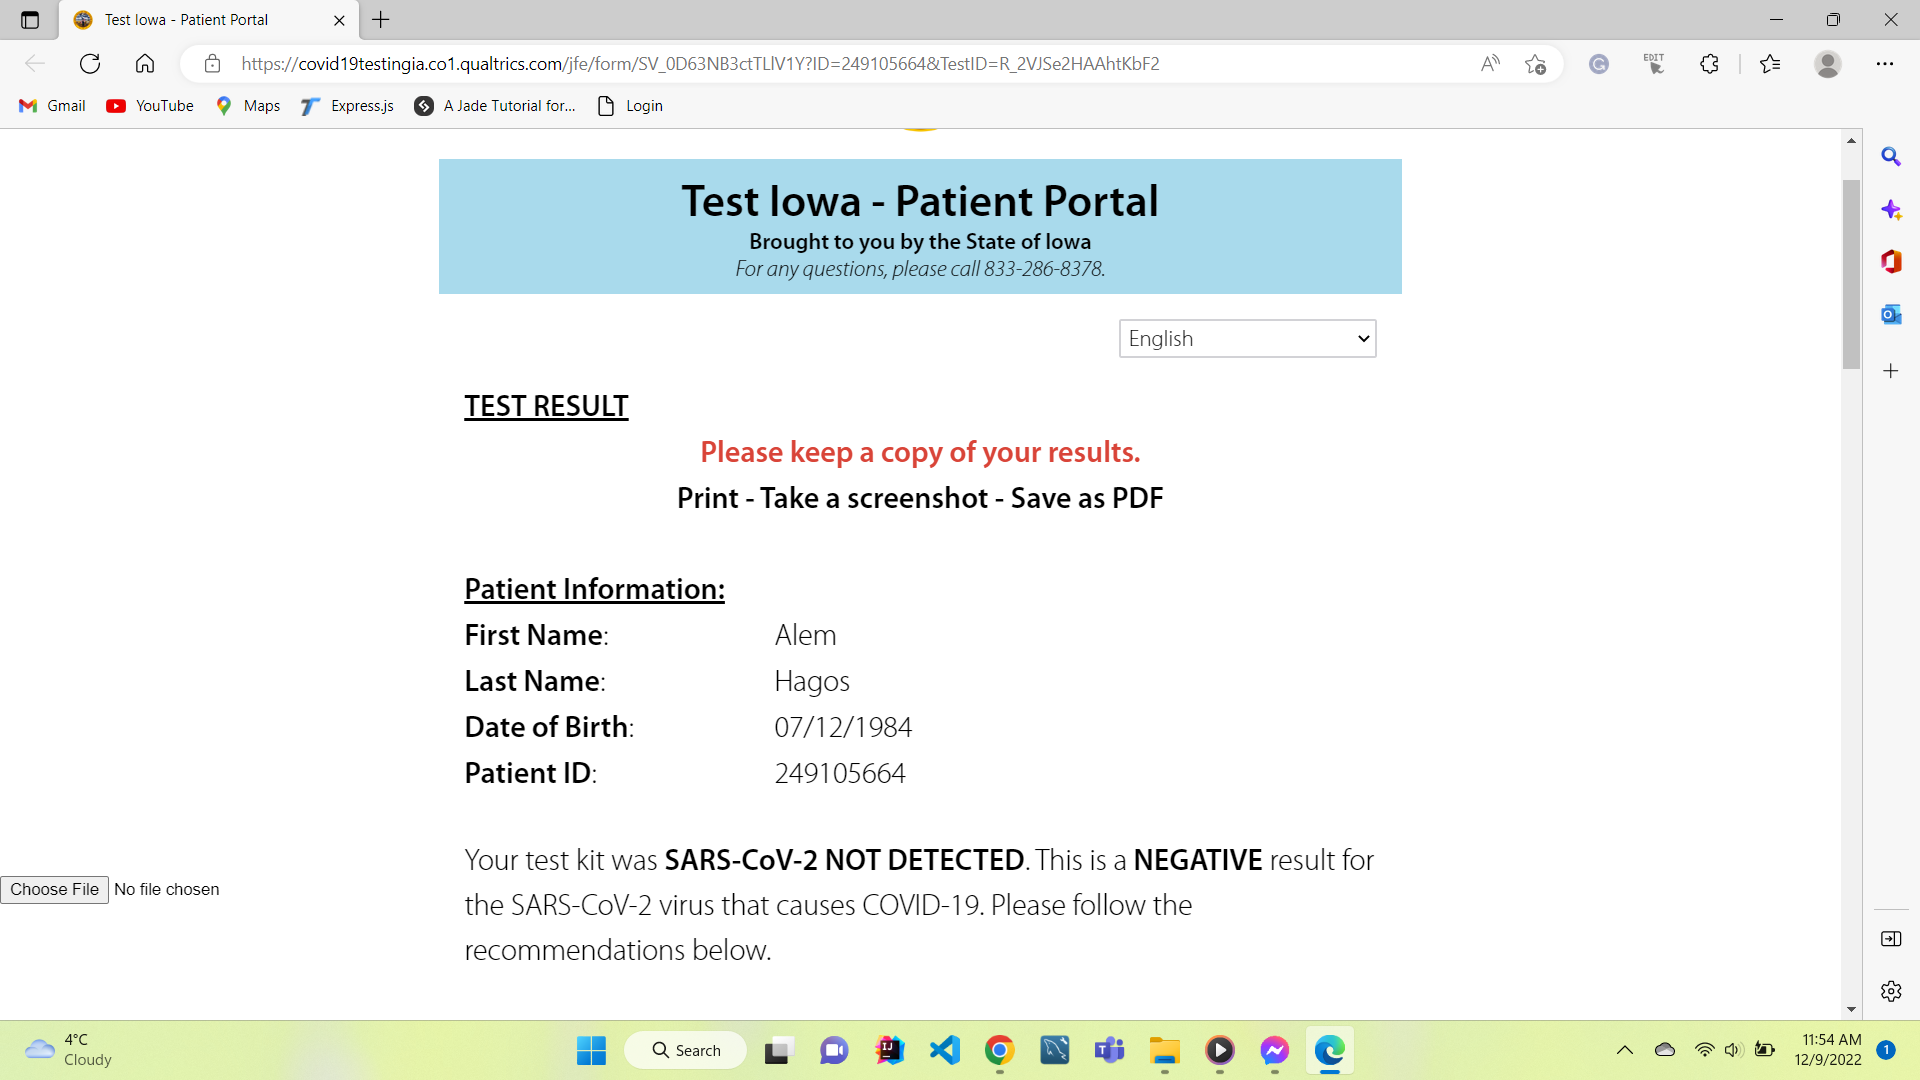 Test Iowa - Patient Portal
https://covid19testingia.co1.qualtrics.com/jfe/form/SV_0D63NB3ctTLlV1Y?ID=249105664&TestID=R_2VJSe2HAAhtKbF2
EDIT
Gmail
YouTube
Maps
Express.js
A Jade Tutorial for...
Login
Test Iowa - Patient Portal
Brought to you by the State of Iowa
For any questions, please call 833-286-8378.
English
TEST RESULT
Please keep a copy of your results.
Print - Take a screenshot - Save as PDF
Patient Information:
First Name: Alem
Last Name: Hagos
Date of Birth: 07/12/1984
Patient ID: 249105664
Your test kit was SARS-CoV-2 NOT DETECTED. This is a NEGATIVE result for
the SARS-CoV-2 virus that causes COVID-19. Please follow the
recommendations below.
Choose File No file chosen
4°C
Cloudy
Search
11:54 AM
12/9/2022
1